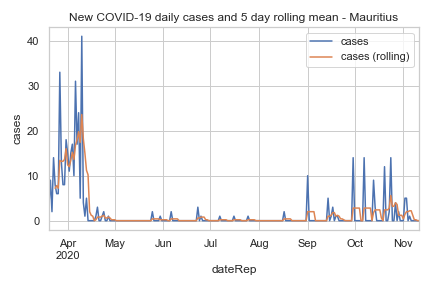 New COVID-19 daily cases and 5 day rolling mean - Mauritius
cases
cases (rolling)
cases
40
30
20
10
0
Apr May Jun Jul Aug Sep Oct Nov
2020
dateRep